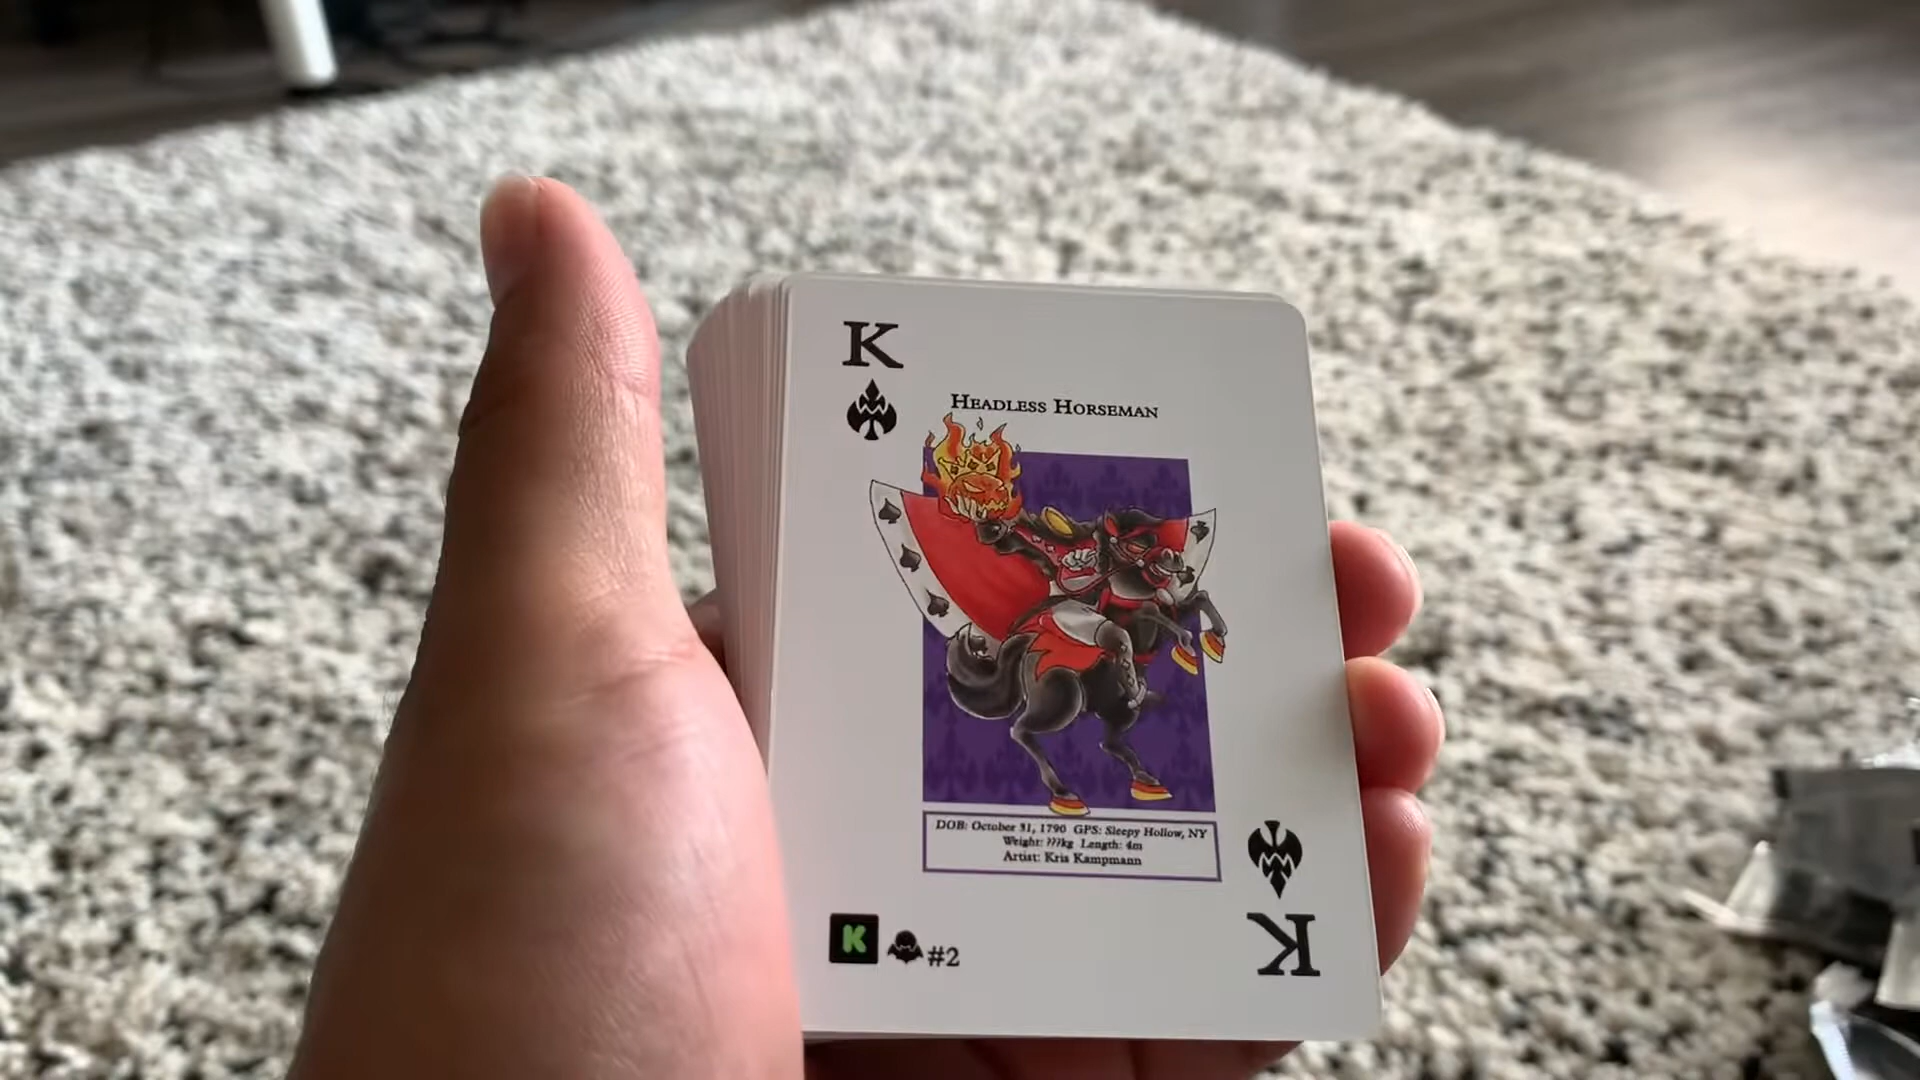 K
HEADLESS HORSEMAN
DOB: October 31, 1790 GPS: Sleepy Hollow, NY
Weight: ???kg Length: 4m
Artist: Kris Kampmann
K #2
K